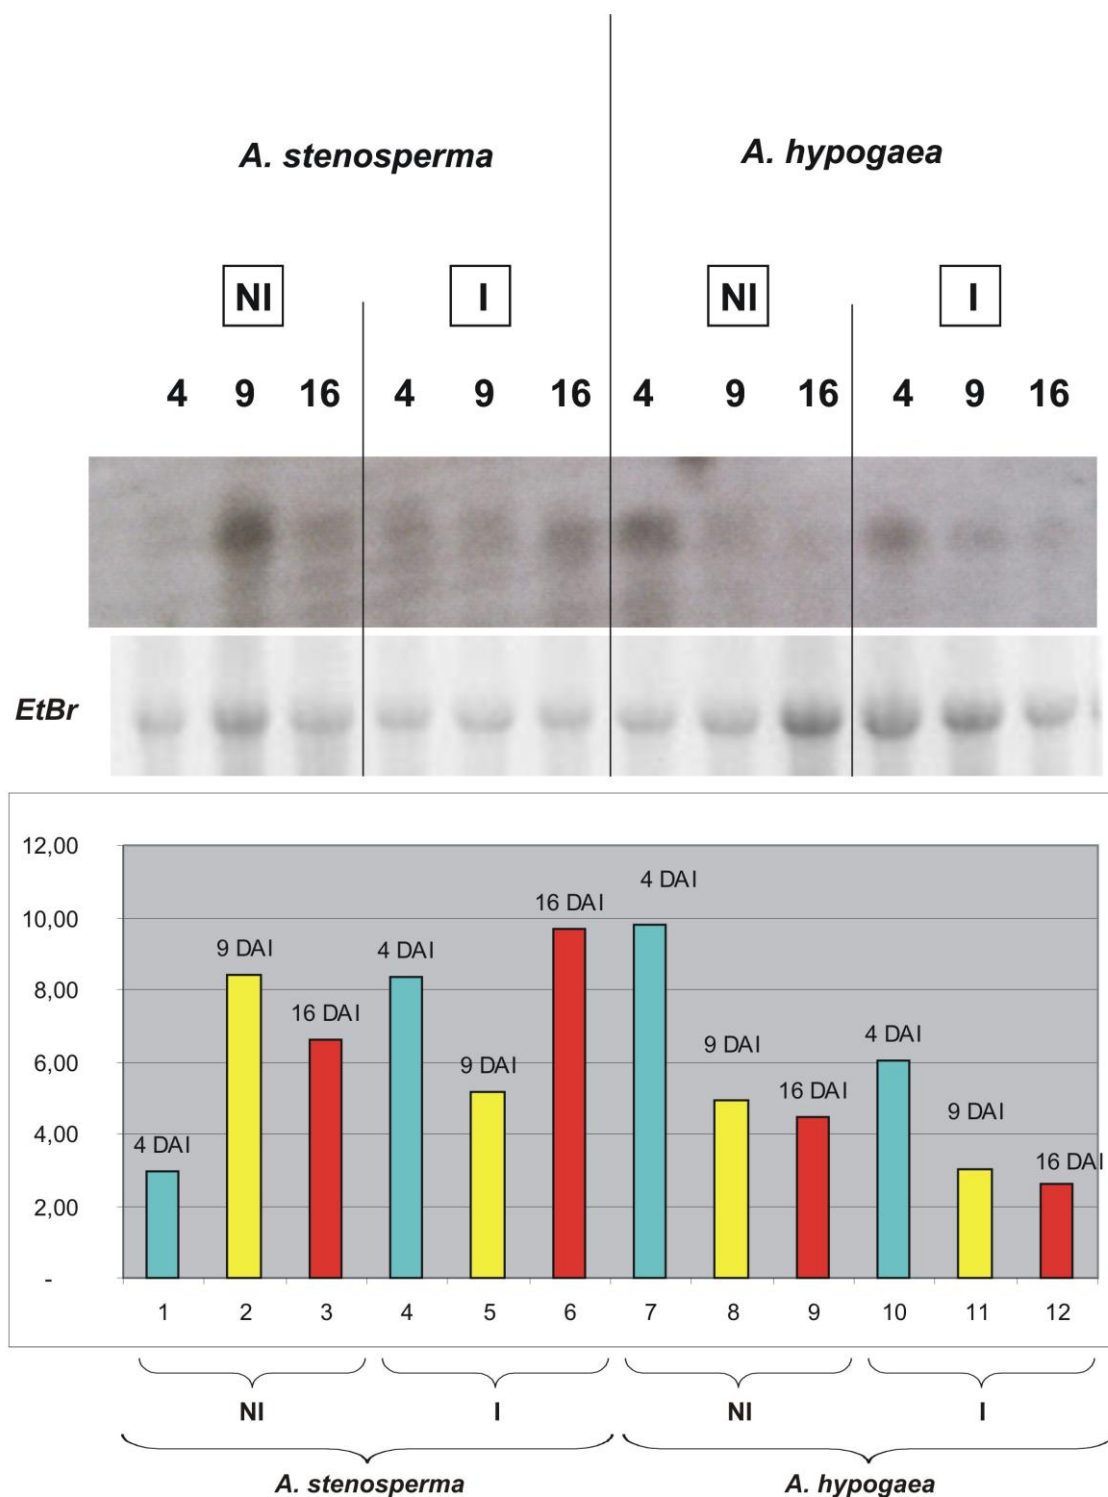 A. stenosperma A. hypogaea
NI I NI I
4 9 16 4 9 16 4 9 16 4 9 16
EtBr
12,00
10,00
8,00
6,00
4,00
2,00
-
4 DAI 9 DAI 16 DAI 4 DAI 9 DAI 16 DAI 4 DAI 9 DAI 16 DAI 4 DAI 9 DAI 16 DAI
1 2 3 4 5 6 7 8 9 10 11 12
NI I NI I
A. stenosperma A. hypogaea